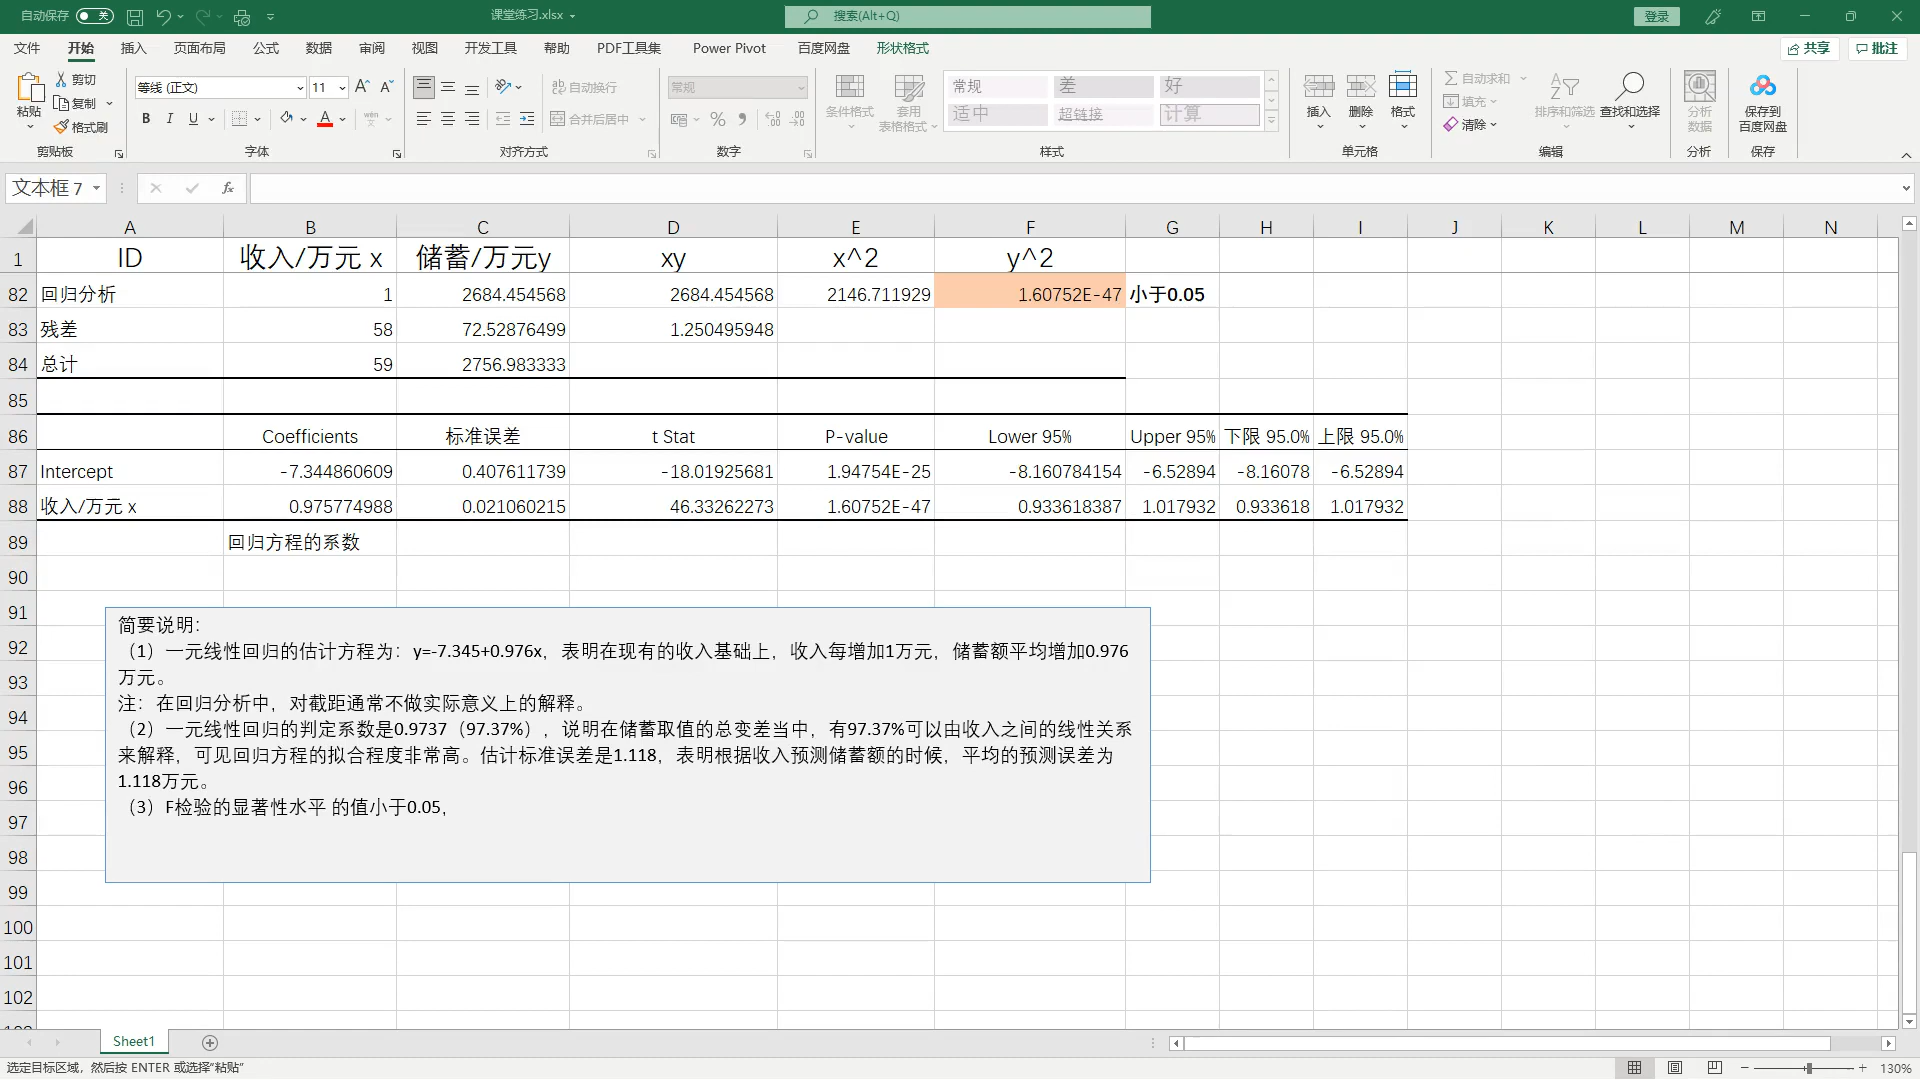 自动保存 关 课堂练习.xlsx 搜索(Alt+Q) 登录
文件 开始 插入 页面布局 公式 数据 审阅 视图 开发工具 帮助 PDF工具集 Power Pivot 百度网盘 形状格式 共享 批注
粘贴 剪切 复制 格式刷 剪贴板
等线 (正文) 11 A A
B I U A wén 文 字体
ab 自动换行 合并后居中 对齐方式
常规 % 数字
条件格式 套用表格格式 常规 差 好 适中 超链接 计算 样式
插入 删除 格式 单元格
自动求和 填充 清除 排序和筛选 查找和选择 编辑
分析数据 分析
保存到百度网盘 保存
文本框 7 fx
A B C D E F G H I J K L M N
1 ID 收入/万元 x 储蓄/万元y xy x^2 y^2
82 回归分析 1 2684.454568 2684.454568 2146.711929 1.60752E-47 小于0.05
83 残差 58 72.52876499 1.250495948
84 总计 59 2756.983333
85
86 Coefficients 标准误差 t Stat P-value Lower 95% Upper 95% 下限 95.0% 上限 95.0%
87 Intercept -7.344860609 0.407611739 -18.01925681 1.94754E-25 -8.160784154 -6.52894 -8.16078 -6.52894
88 收入/万元 x 0.975774988 0.021060215 46.33262273 1.60752E-47 0.933618387 1.017932 0.933618 1.017932
89 回归方程的系数
90
91
92
93
94
95
96
97
98
99
100
101
102
简要说明：
（1）一元线性回归的估计方程为：y=-7.345+0.976x，表明在现有的收入基础上，收入每增加1万元，储蓄额平均增加0.976
万元。
注：在回归分析中，对截距通常不做实际意义上的解释。
（2）一元线性回归的判定系数是0.9737（97.37%），说明在储蓄取值的总变差当中，有97.37%可以由收入之间的线性关系
来解释，可见回归方程的拟合程度非常高。估计标准误差是1.118，表明根据收入预测储蓄额的时候，平均的预测误差为
1.118万元。
（3）F检验的显著性水平 的值小于0.05，
Sheet1
选定目标区域，然后按 ENTER 或选择"粘贴" 130%